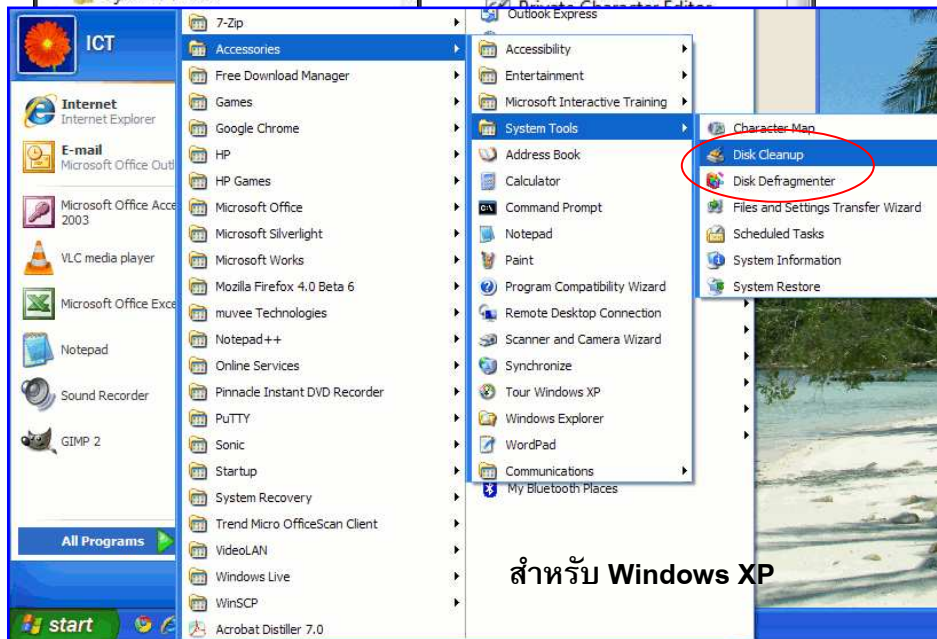 Private Character Editor
Outlook Express
ICT
Internet
Internet Explorer
E-mail
Microsoft Office Outl
Microsoft Office Acce
2003
VLC media player
Microsoft Office Exce
Notepad
Sound Recorder
GIMP 2
All Programs
start
7-Zip
Accessories
Free Download Manager
Games
Google Chrome
HP
HP Games
Microsoft Office
Microsoft Silverlight
Microsoft Works
Mozilla Firefox 4.0 Beta 6
muvee Technologies
Notepad++
Online Services
Pinnacle Instant DVD Recorder
PuTTY
Sonic
Startup
System Recovery
Trend Micro OfficeScan Client
VideoLAN
Windows Live
WinSCP
Acrobat Distiller 7.0
Accessibility
Entertainment
Microsoft Interactive Training
System Tools
Address Book
Calculator
Command Prompt
Notepad
Paint
Program Compatibility Wizard
Remote Desktop Connection
Scanner and Camera Wizard
Synchronize
Tour Windows XP
Windows Explorer
WordPad
Communications
My Bluetooth Places
Character Map
Disk Cleanup
Disk Defragmenter
Files and Settings Transfer Wizard
Scheduled Tasks
System Information
System Restore
สำหรับ Windows XP